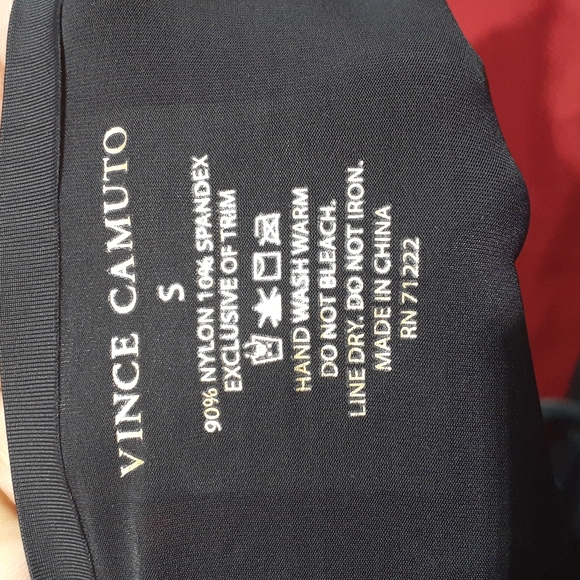 VINCE CAMUTO
S
90% NYLON 10% SPANDEX
EXCLUSIVE OF TRIM
HAND WASH WARM
DO NOT BLEACH.
LINE DRY. DO NOT IRON.
MADE IN CHINA
RN 71222